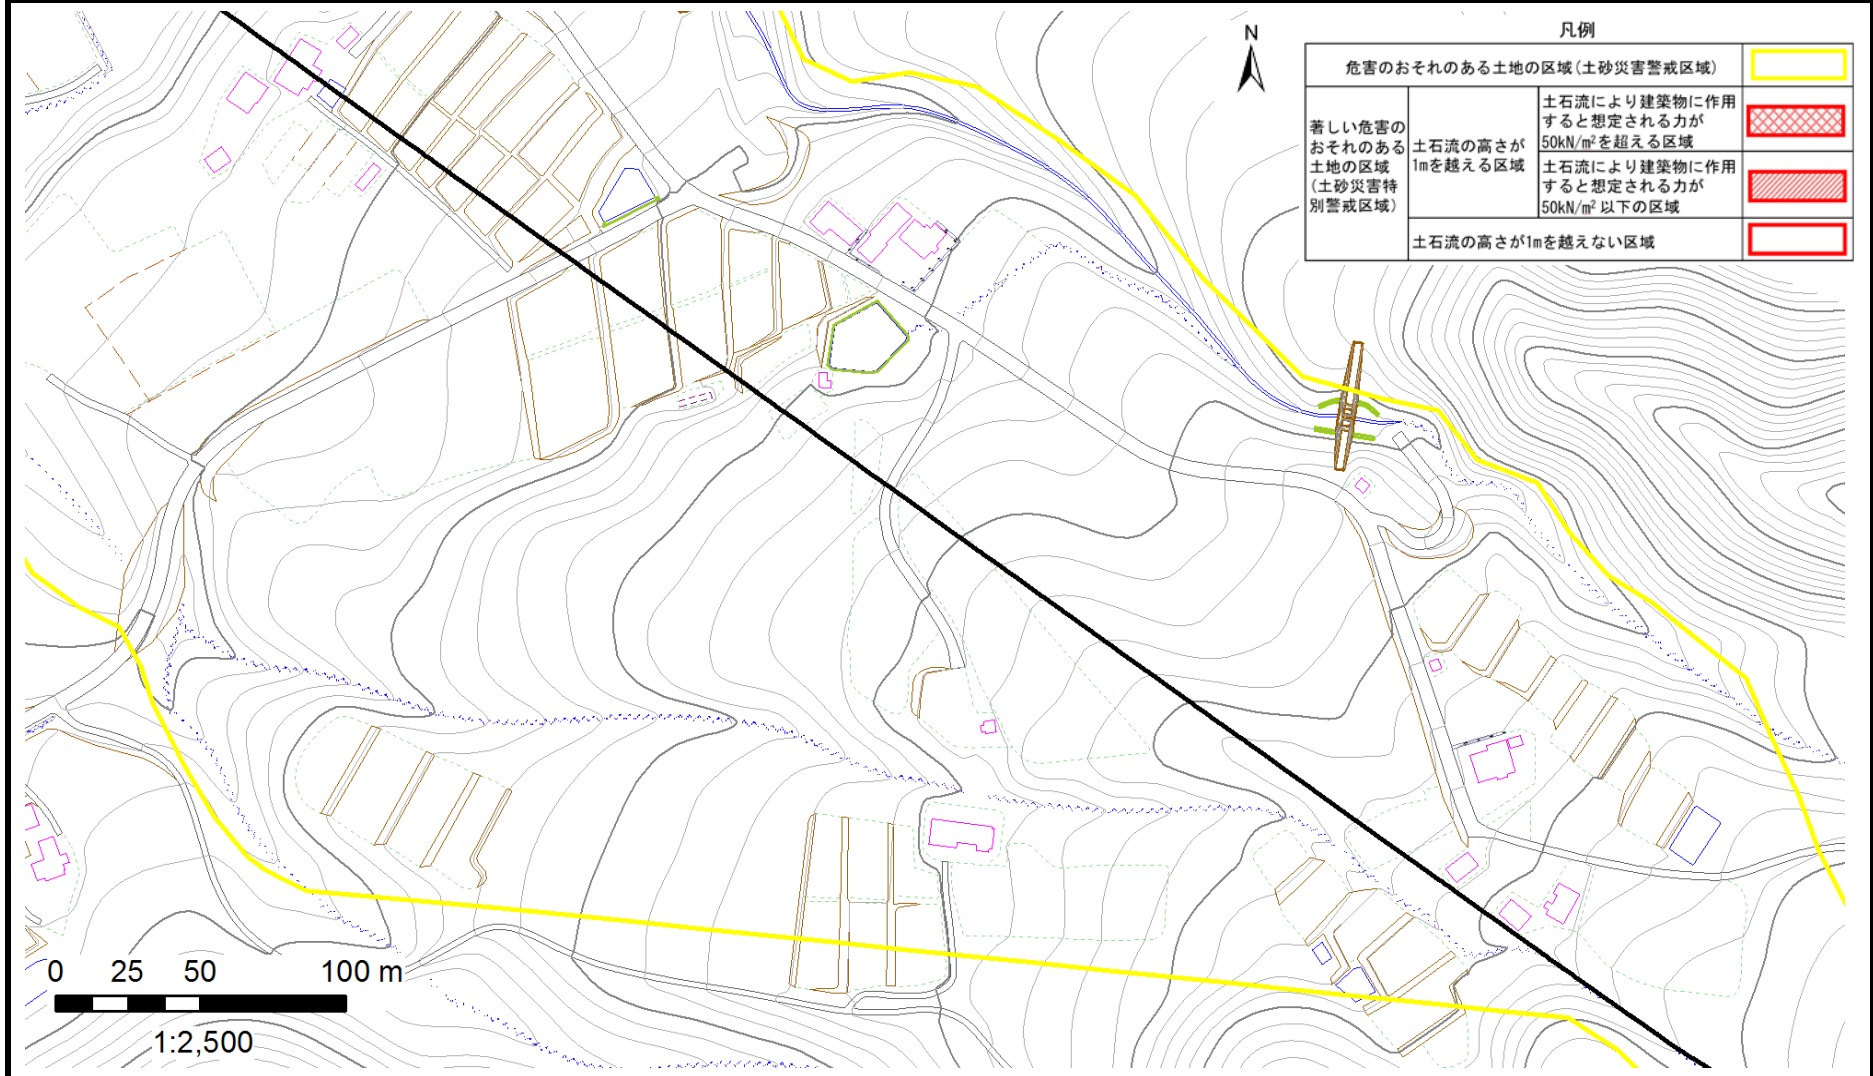 N
凡例
危害のおそれのある土地の区域(土砂災害警戒区域)
著しい危害の
おそれのある
土地の区域
(土砂災害特
別警戒区域)
土石流の高さが
1mを越える区域
土石流により建築物に作用
すると想定される力が
50kN/㎡を超える区域
土石流により建築物に作用
すると想定される力が
50kN/㎡以下の区域
土石流の高さが1mを越えない区域
0 25 50 100 m
1:2,500